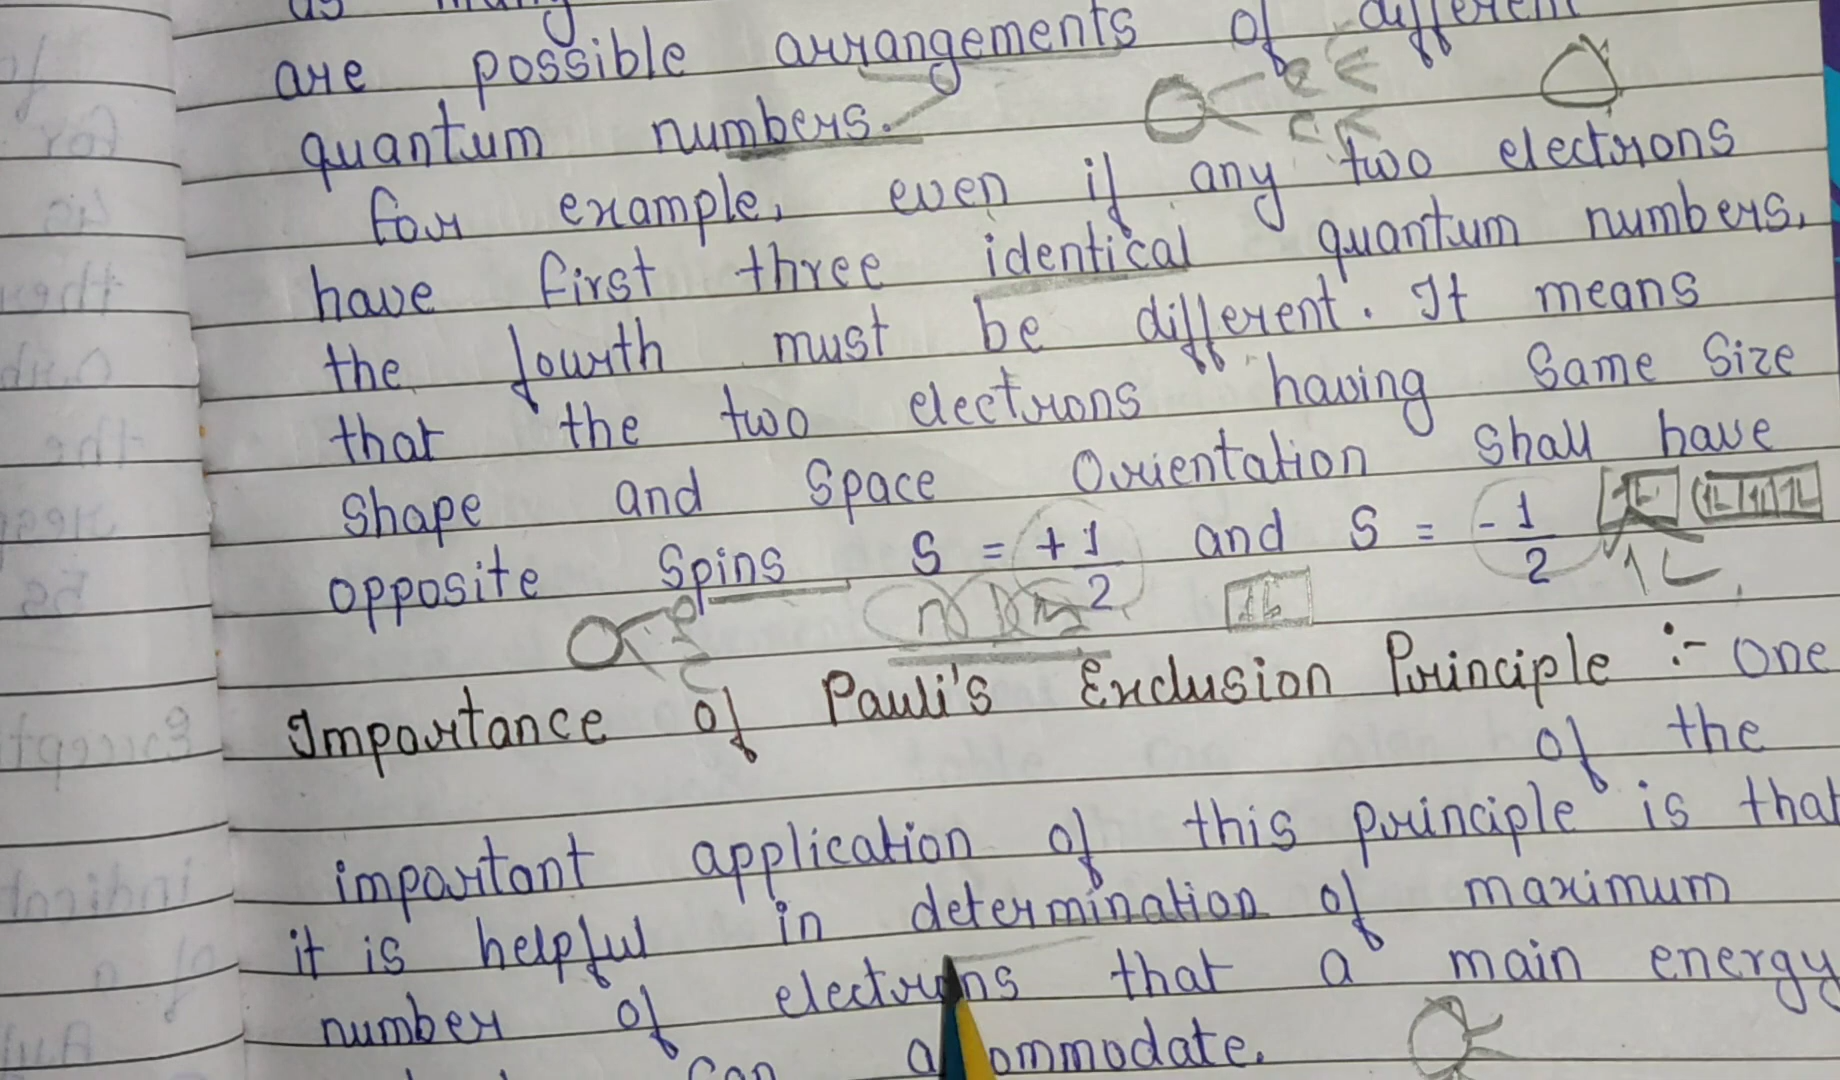 as many
are possible arrangements of different
quantum numbers.
for example, even if any two electrons
have first three identical quantum numbers,
the fourth must be different. It means
that the two electrons having same size
shape and space Orientation shall have
opposite spins S = +1/2 and S = -1/2
Importance of Pauli's Exclusion Principle :- One
of the
important application of this principle is that
it is helpful in determination of maximum
number of electrons that a main energy
can accommodate.